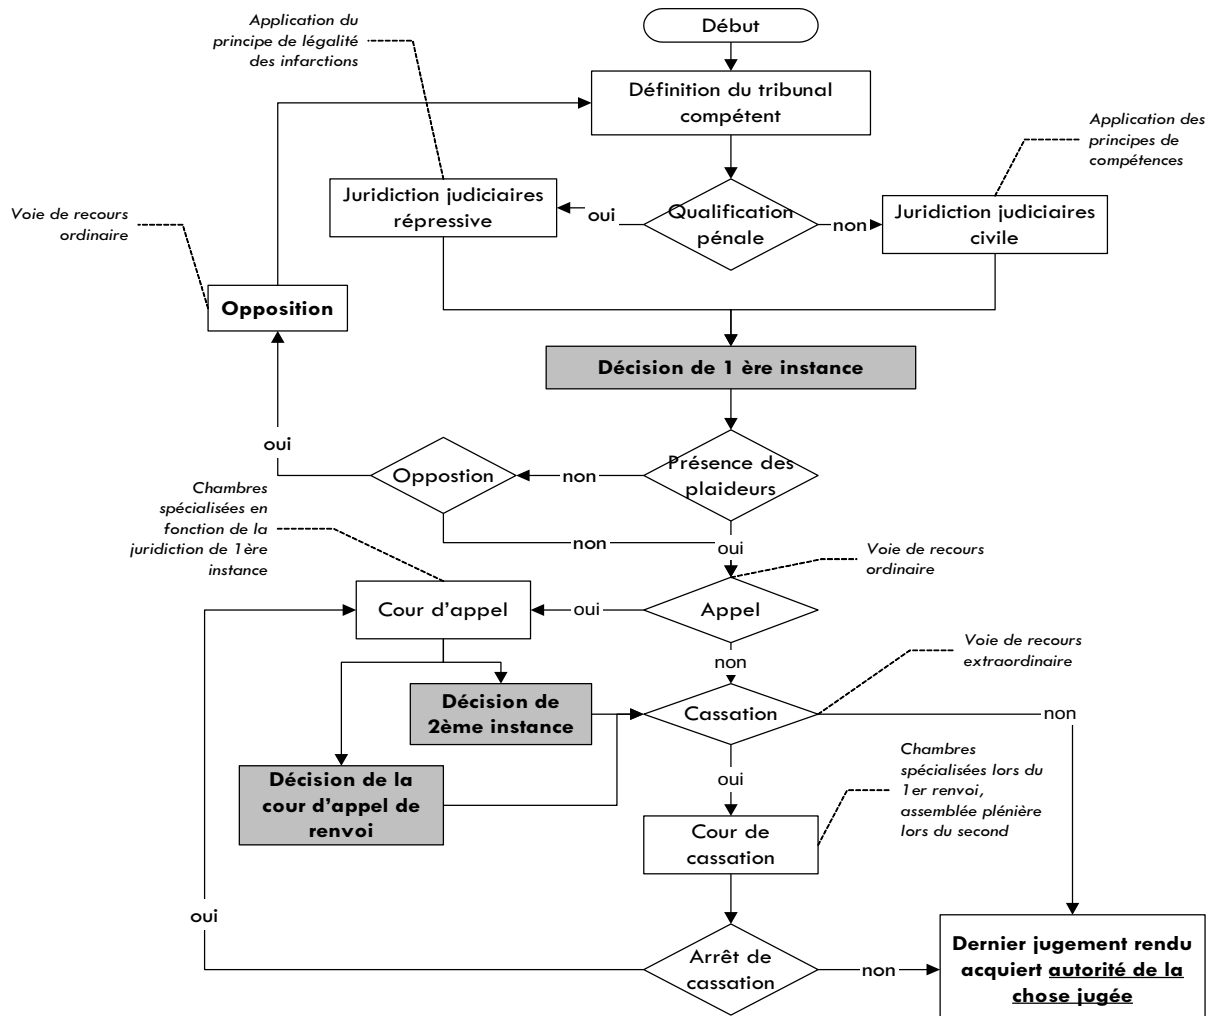 Début
Application du
principe de légalité
des infarctions
Définition du tribunal
compétent
Application des
principes de
compétences
Juridiction judiciaires
répressive
oui
Qualification
pénale
non
Juridiction judiciaires
civile
Voie de recours
ordinaire
Opposition
Décision de 1 ère instance
oui
Oppostion
non
Présence des
plaideurs
Chambres
spécialisées en
fonction de la
juridiction de 1ère
instance
non
oui
Voie de recours
ordinaire
Cour d'appel
oui
Appel
non
Voie de recours
extraordinaire
Décision de
2ème instance
Cassation
non
Décision de la
cour d'appel de
renvoi
oui
Chambres
spécialisées lors du
1er renvoi,
assemblée plénière
lors du second
Cour de
cassation
oui
Arrêt de
cassation
non
Dernier jugement rendu
acquiert autorité de la
chose jugée